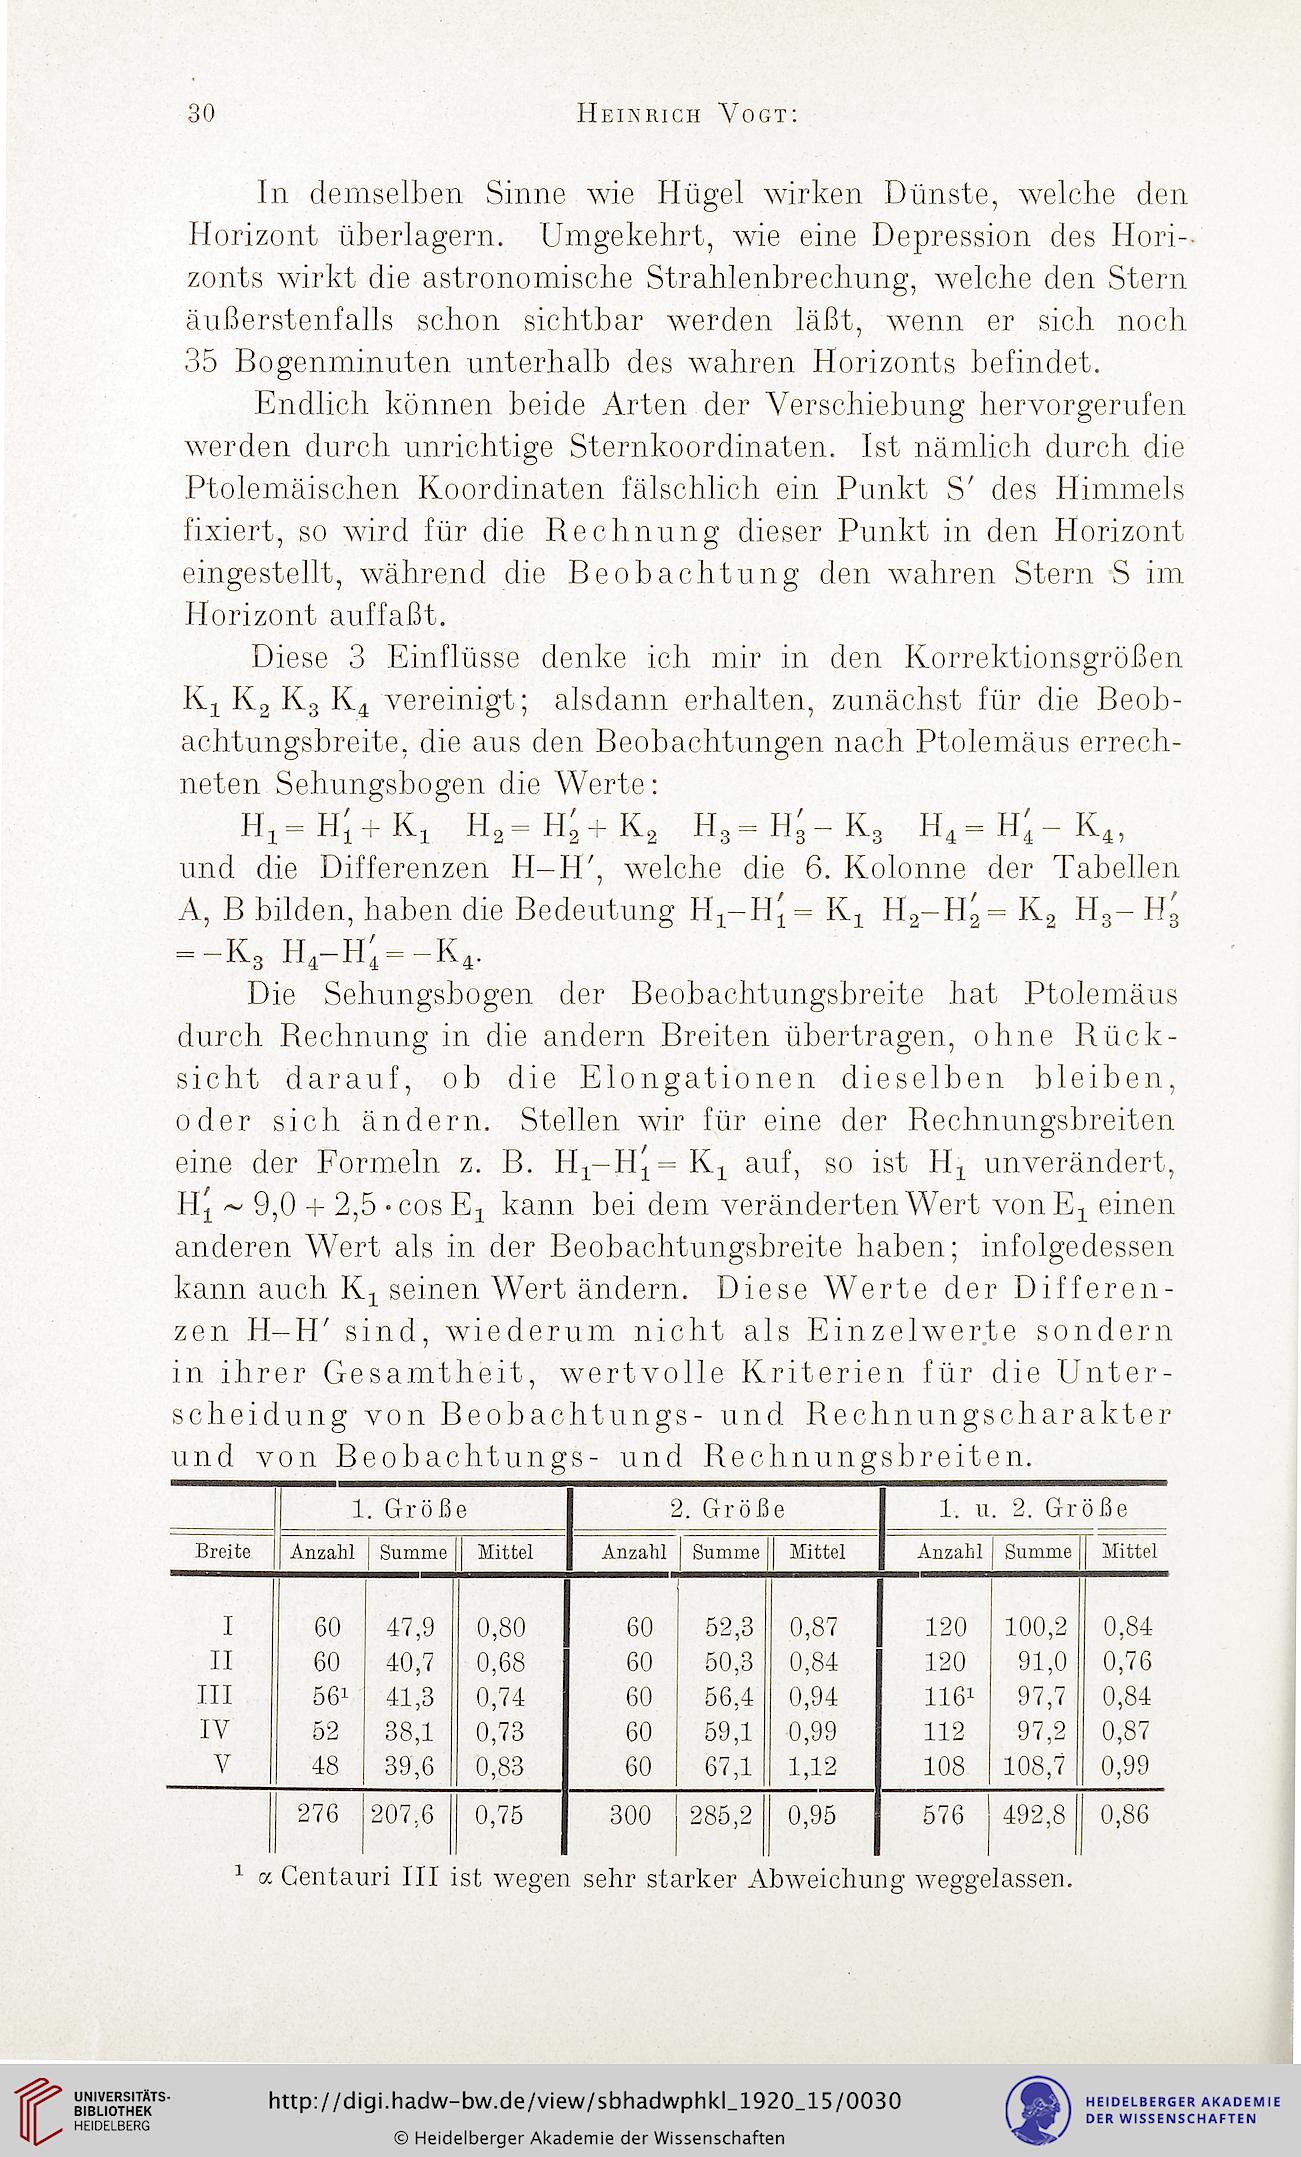 30 HEINRICH VOGT:
In demselben Sinne wie Hügel wirken Dünste, welche den
Horizont überlagern. Umgekehrt, wie eine Depression des Hori-
zonts wirkt die astronomische Strahlenbrechung, welche den Stern
äußerstenfalls schon sichtbar werden läßt, wenn er sich noch
35 Bogenminuten unterhalb des wahren Horizonts befindet.
Endlich können beide Arten der Verschiebung hervorgerufen
werden durch unrichtige Sternkoordinaten. Ist nämlich durch die
Ptolemäischen Koordinaten fälschlich ein Punkt S′ des Himmels
fixiert, so wird für die Rechnung dieser Punkt in den Horizont
eingestellt, während die Beobachtung den wahren Stern S im
Horizont auffaßt.
Diese 3 Einflüsse denke ich mir in den Korrektionsgrößen
K₁ K₂ K₃ K₄ vereinigt; alsdann erhalten, zunächst für die Beob-
achtungsbreite, die aus den Beobachtungen nach Ptolemäus errech-
neten Sehungsbogen die Werte:
H₁ = H′₁ + K₁ H₂ = H′₂ + K₂ H₃ = H′₃ – K₃ H₄ = H′₄ – K₄,
und die Differenzen H–H′, welche die 6. Kolonne der Tabellen
A, B bilden, haben die Bedeutung H₁–H′₁ = K₁ H₂–H′₂ = K₂ H₃–H′₃
= –K₃ H₄–H′₄ = –K₄.
Die Sehungsbogen der Beobachtungsbreite hat Ptolemäus
durch Rechnung in die andern Breiten übertragen, ohne Rück-
sicht darauf, ob die Elongationen dieselben bleiben,
oder sich ändern. Stellen wir für eine der Rechnungsbreiten
eine der Formeln z. B. H₁–H′₁ = K₁ auf, so ist H₁ unverändert,
H′₁ ~ 9,0 + 2,5 · cos E₁ kann bei dem veränderten Wert von E₁ einen
anderen Wert als in der Beobachtungsbreite haben; infolgedessen
kann auch K₁ seinen Wert ändern. Diese Werte der Differen-
zen H–H′ sind, wiederum nicht als Einzelwerte sondern
in ihrer Gesamtheit, wertvolle Kriterien für die Unter-
scheidung von Beobachtungs- und Rechnungscharakter
und von Beobachtungs- und Rechnungsbreiten.
1. Größe 2. Größe 1. u. 2. Größe
Breite Anzahl Summe Mittel Anzahl Summe Mittel Anzahl Summe Mittel
I 60 47,9 0,80 60 52,3 0,87 120 100,2 0,84
II 60 40,7 0,68 60 50,3 0,84 120 91,0 0,76
III 56¹ 41,3 0,74 60 56,4 0,94 116¹ 97,7 0,84
IV 52 38,1 0,73 60 59,1 0,99 112 97,2 0,87
V 48 39,6 0,83 60 67,1 1,12 108 108,7 0,99
276 207,6 0,75 300 285,2 0,95 576 492,8 0,86
¹ α Centauri III ist wegen sehr starker Abweichung weggelassen.
UNIVERSITÄTS-
BIBLIOTHEK
HEIDELBERG
http://digi.hadw-bw.de/view/sbhadwphkl_1920_15/0030
© Heidelberger Akademie der Wissenschaften
HEIDELBERGER AKADEMIE
DER WISSENSCHAFTEN